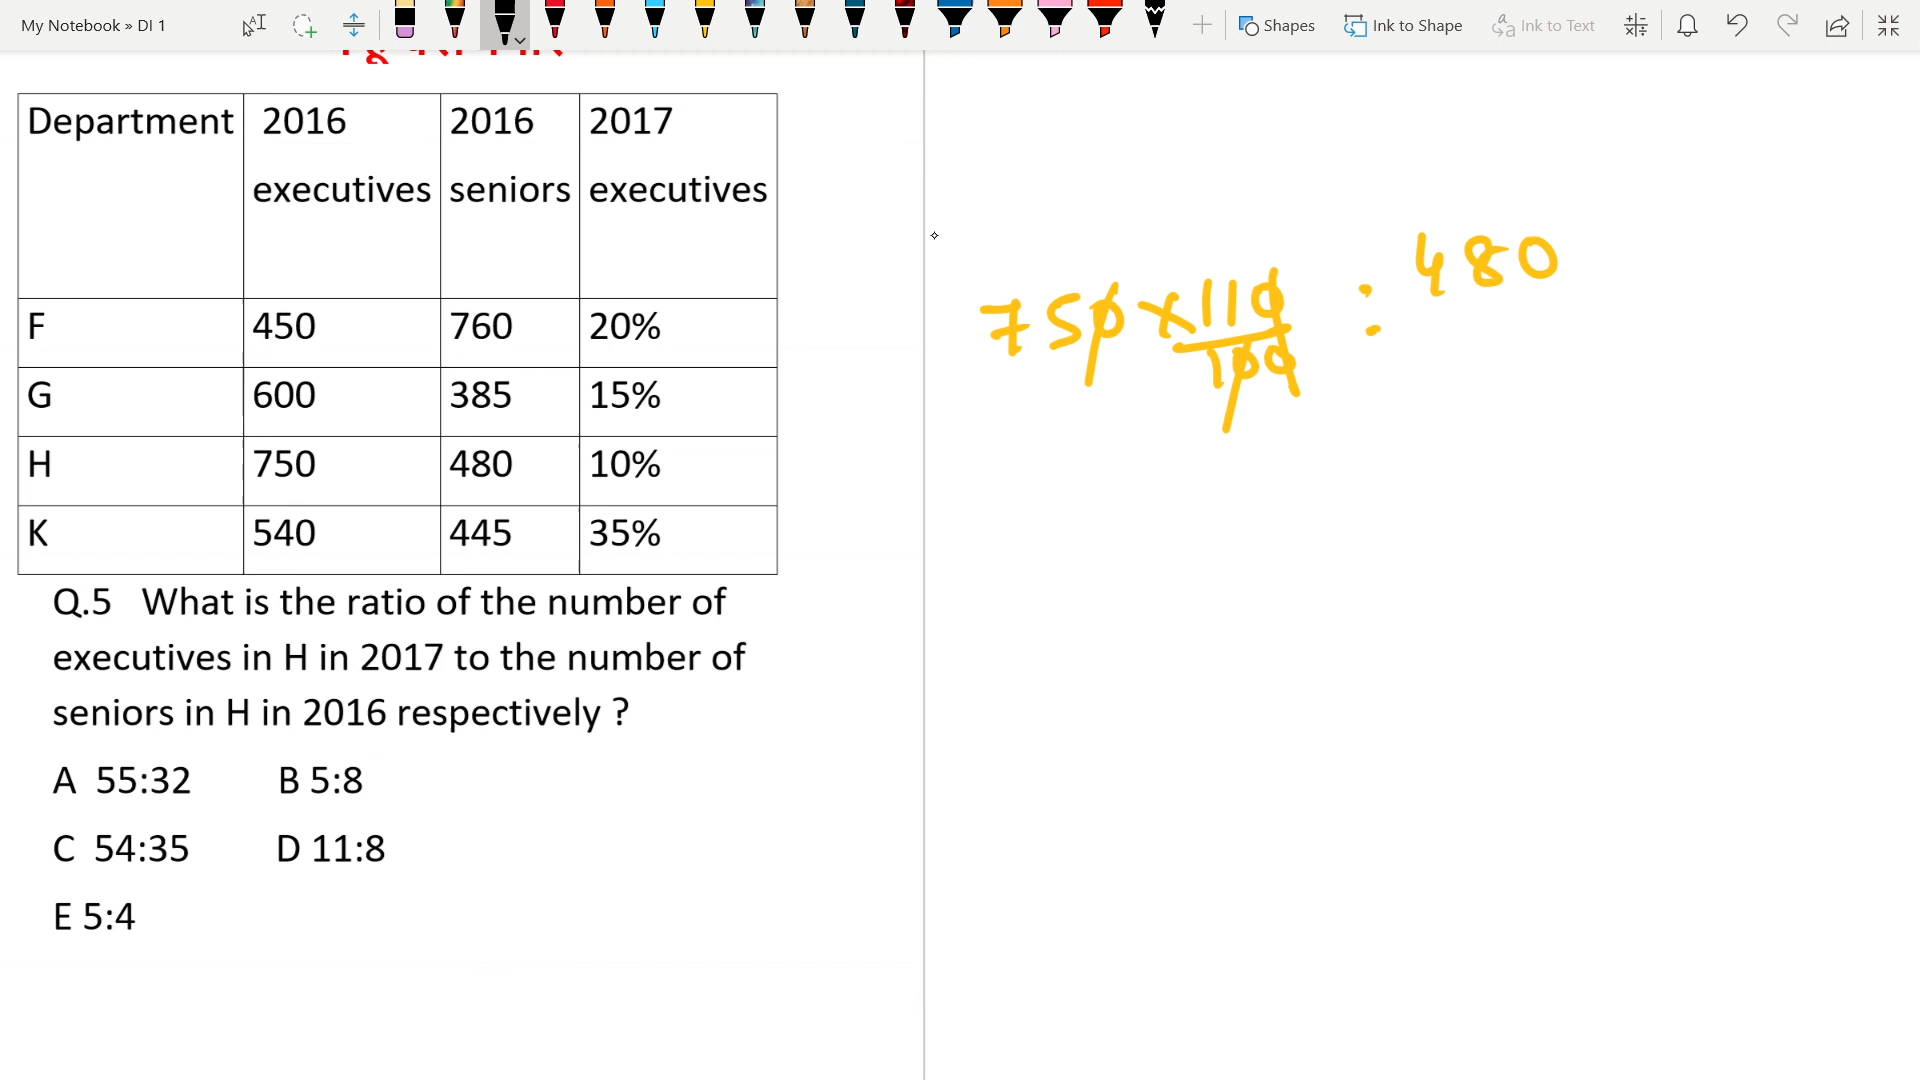 My Notebook » DI 1
Shapes
Ink to Shape
Ink to Text
Department 2016 executives 2016 seniors 2017 executives
F 450 760 20%
G 600 385 15%
H 750 480 10%
K 540 445 35%
Q.5 What is the ratio of the number of
executives in H in 2017 to the number of
seniors in H in 2016 respectively ?
A 55:32 B 5:8
C 54:35 D 11:8
E 5:4
750 x 110 : 480
100